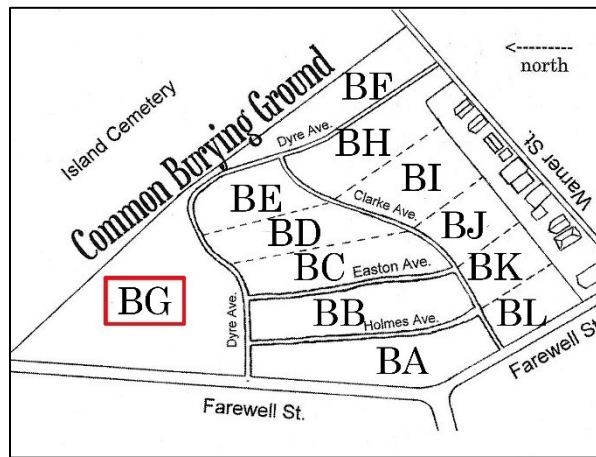 north
Island Cemetery
Common Burying Ground
BF
Dyre Ave.
BH
Warner St.
BI
BE
Clarke Ave.
BD
BJ
BC
Easton Ave.
BK
BG
Dyre Ave.
BB
Holmes Ave.
BL
BA
Farewell St.
Farewell St.